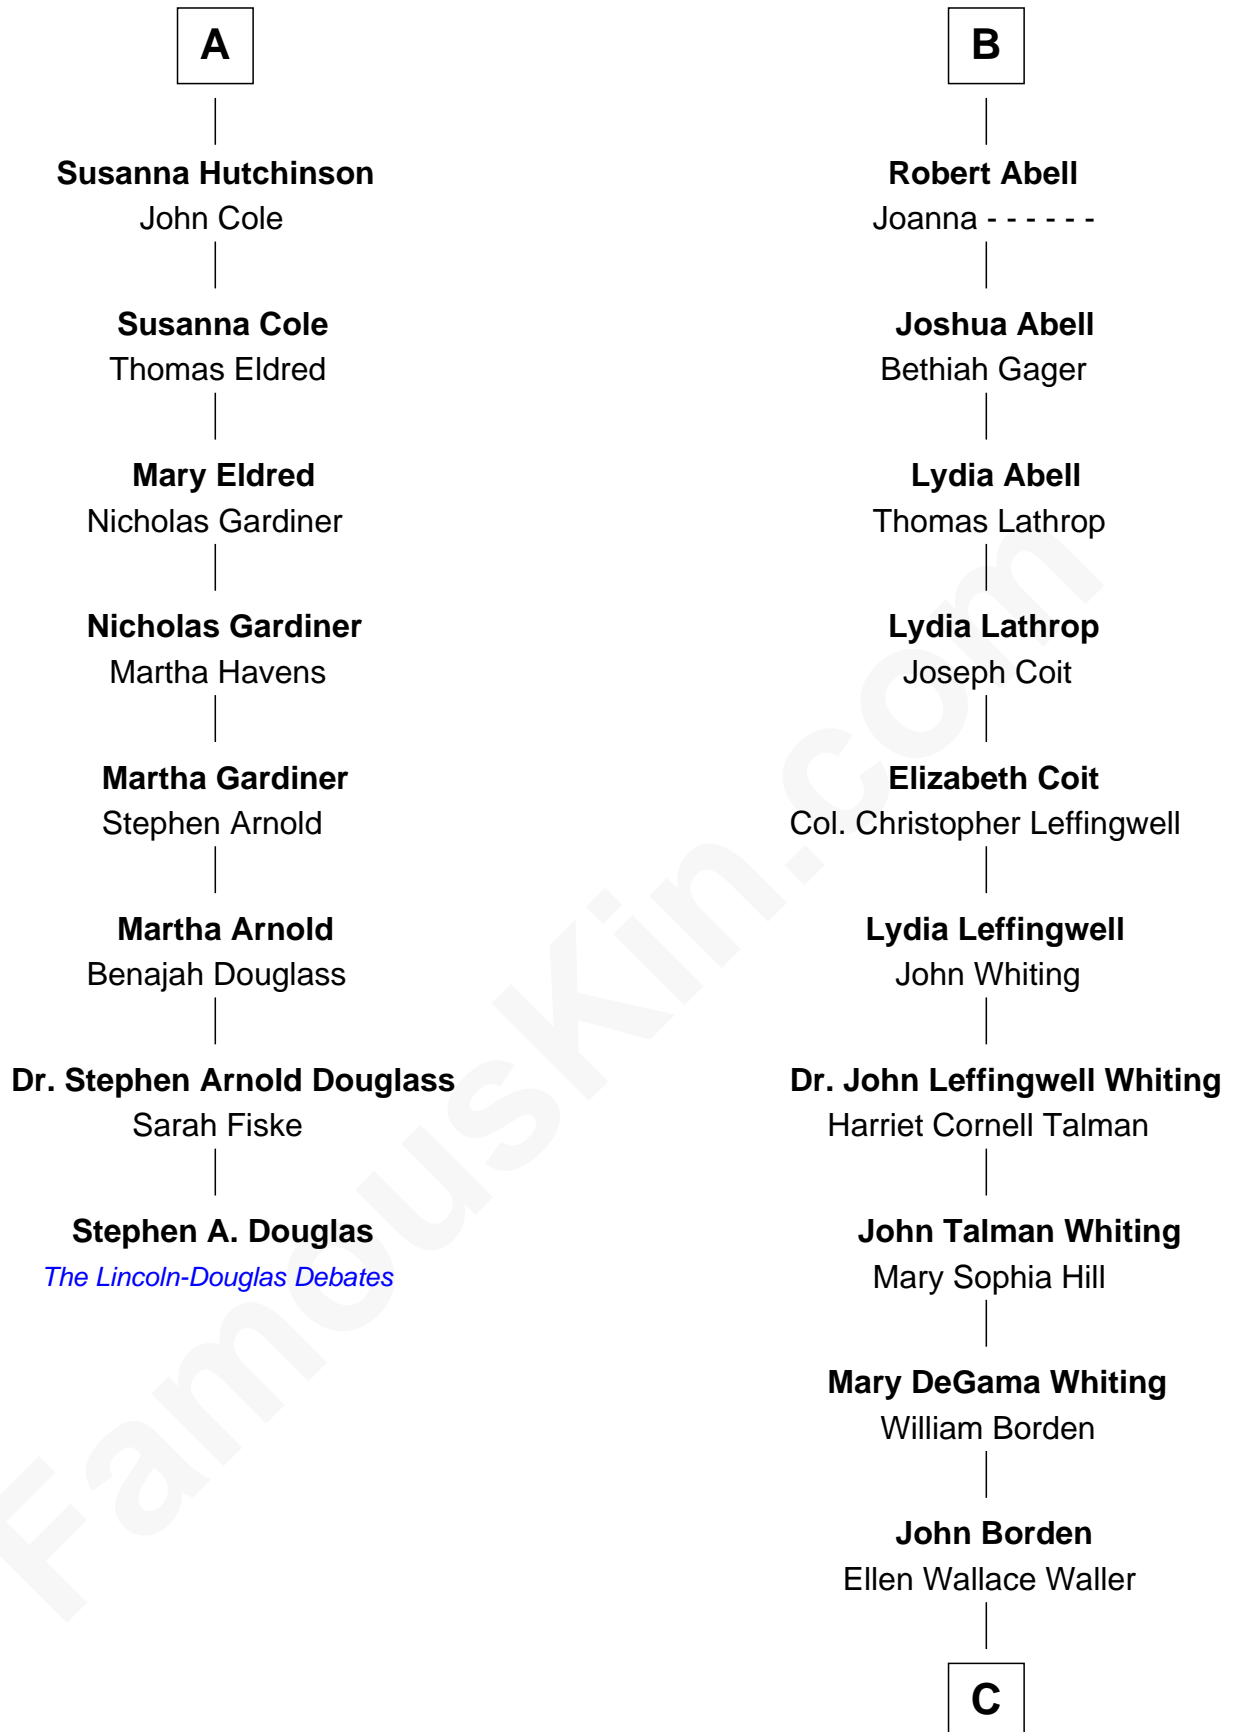 A
Susanna Hutchinson
John Cole
Susanna Cole
Thomas Eldred
Mary Eldred
Nicholas Gardiner
Nicholas Gardiner
Martha Havens
Martha Gardiner
Stephen Arnold
Martha Arnold
Benajah Douglass
Dr. Stephen Arnold Douglass
Sarah Fiske
Stephen A. Douglas
The Lincoln-Douglas Debates
B
Robert Abell
Joanna - - - - - -
Joshua Abell
Bethiah Gager
Lydia Abell
Thomas Lathrop
Lydia Lathrop
Joseph Coit
Elizabeth Coit
Col. Christopher Leffingwell
Lydia Leffingwell
John Whiting
Dr. John Leffingwell Whiting
Harriet Cornell Talman
John Talman Whiting
Mary Sophia Hill
Mary DeGama Whiting
William Borden
John Borden
Ellen Wallace Waller
C
FamousKin.com